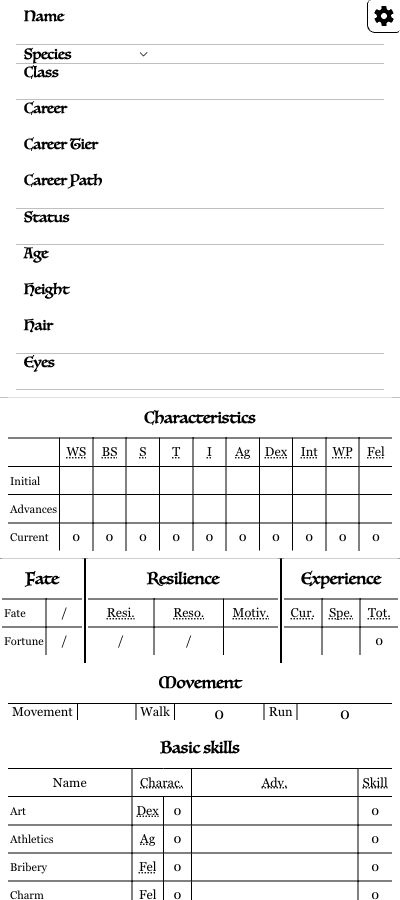 Name
Species
Class
Career
Career Tier
Career Path
Status
Age
Height
Hair
Eyes
Characteristics
WS BS S T I Ag Dex Int WP Fel
Initial
Advances
Current 0 0 0 0 0 0 0 0 0 0
Fate Resilience Experience
Fate / Resi. Reso. Motiv. Cur. Spe. Tot.
Fortune / / / 0
Movement
Movement Walk 0 Run 0
Basic skills
Name Charac. Adv. Skill
Art Dex 0 0
Athletics Ag 0 0
Bribery Fel 0 0
Charm Fel 0 0